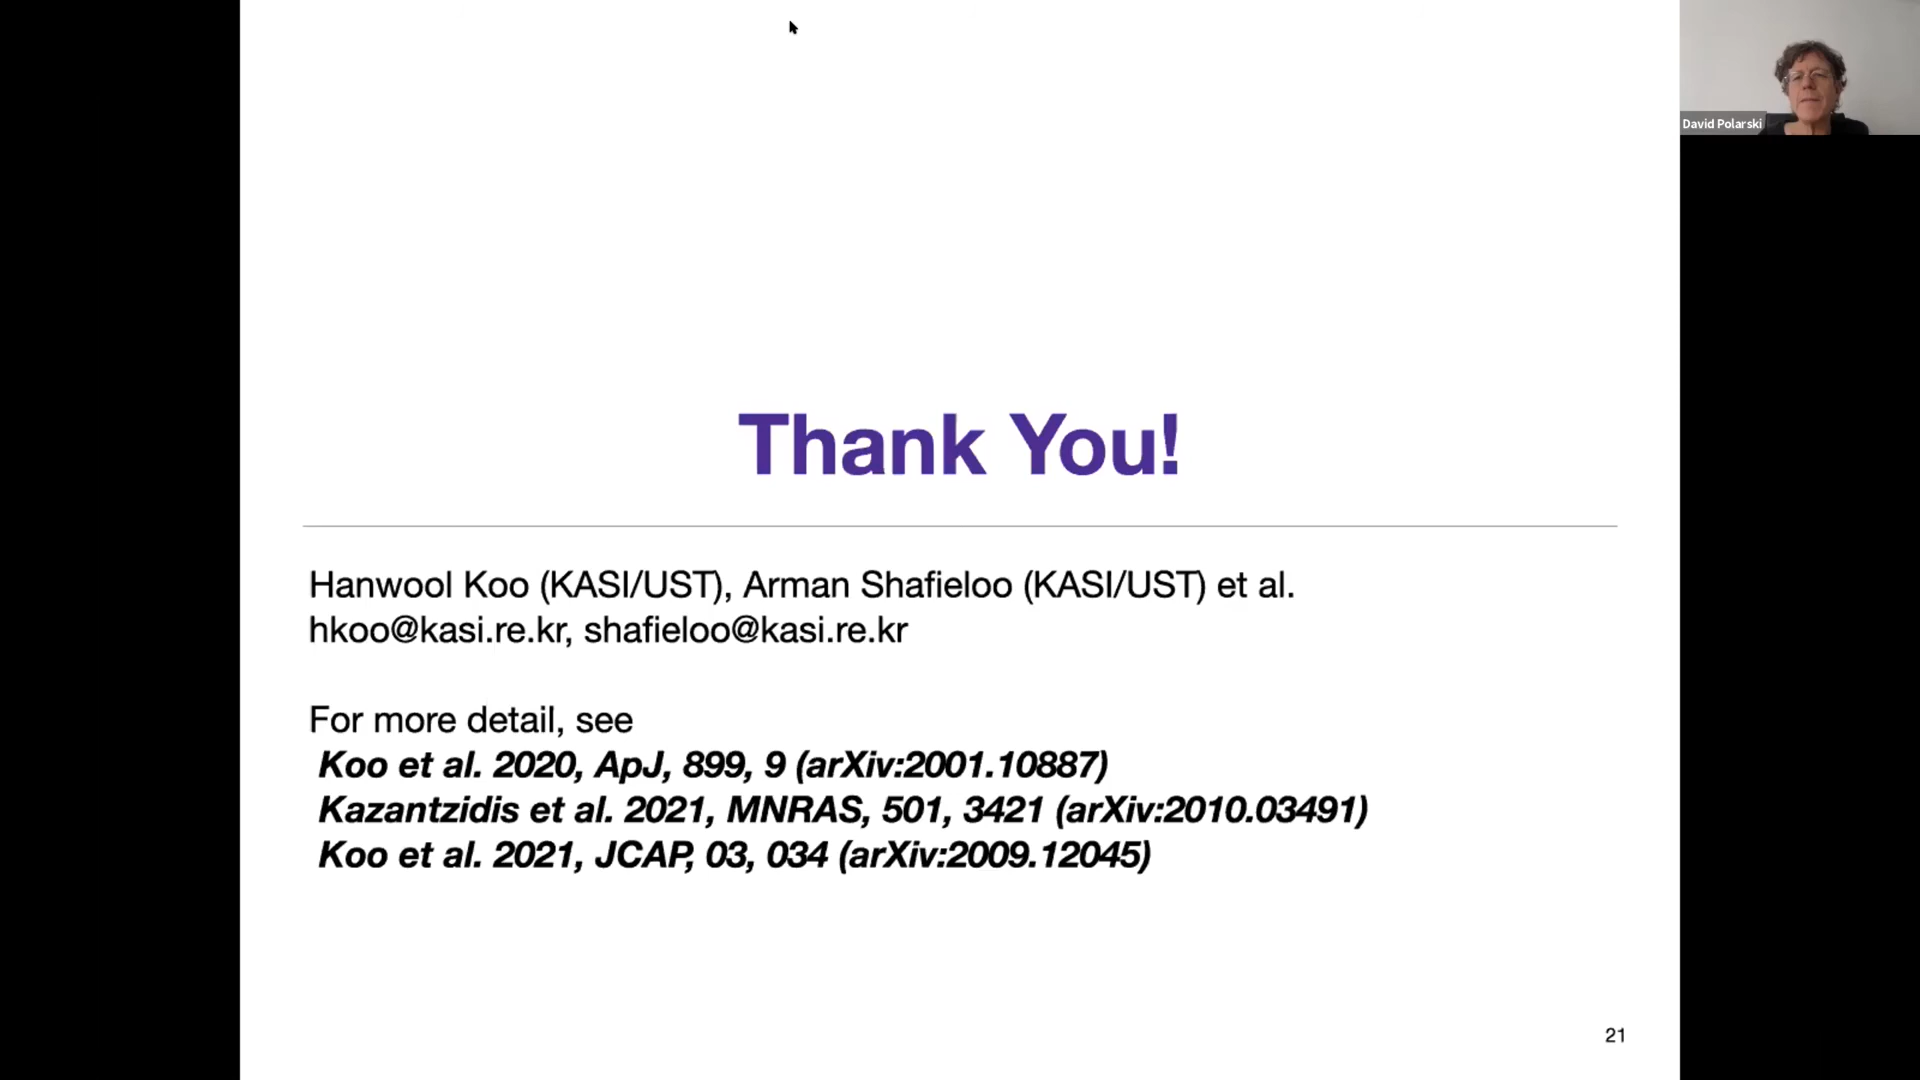 David Polarski
Thank You!
Hanwool Koo (KASI/UST), Arman Shafieloo (KASI/UST) et al.
hkoo@kasi.re.kr, shafieloo@kasi.re.kr
For more detail, see
Koo et al. 2020, ApJ, 899, 9 (arXiv:2001.10887)
Kazantzidis et al. 2021, MNRAS, 501, 3421 (arXiv:2010.03491)
Koo et al. 2021, JCAP, 03, 034 (arXiv:2009.12045)
21